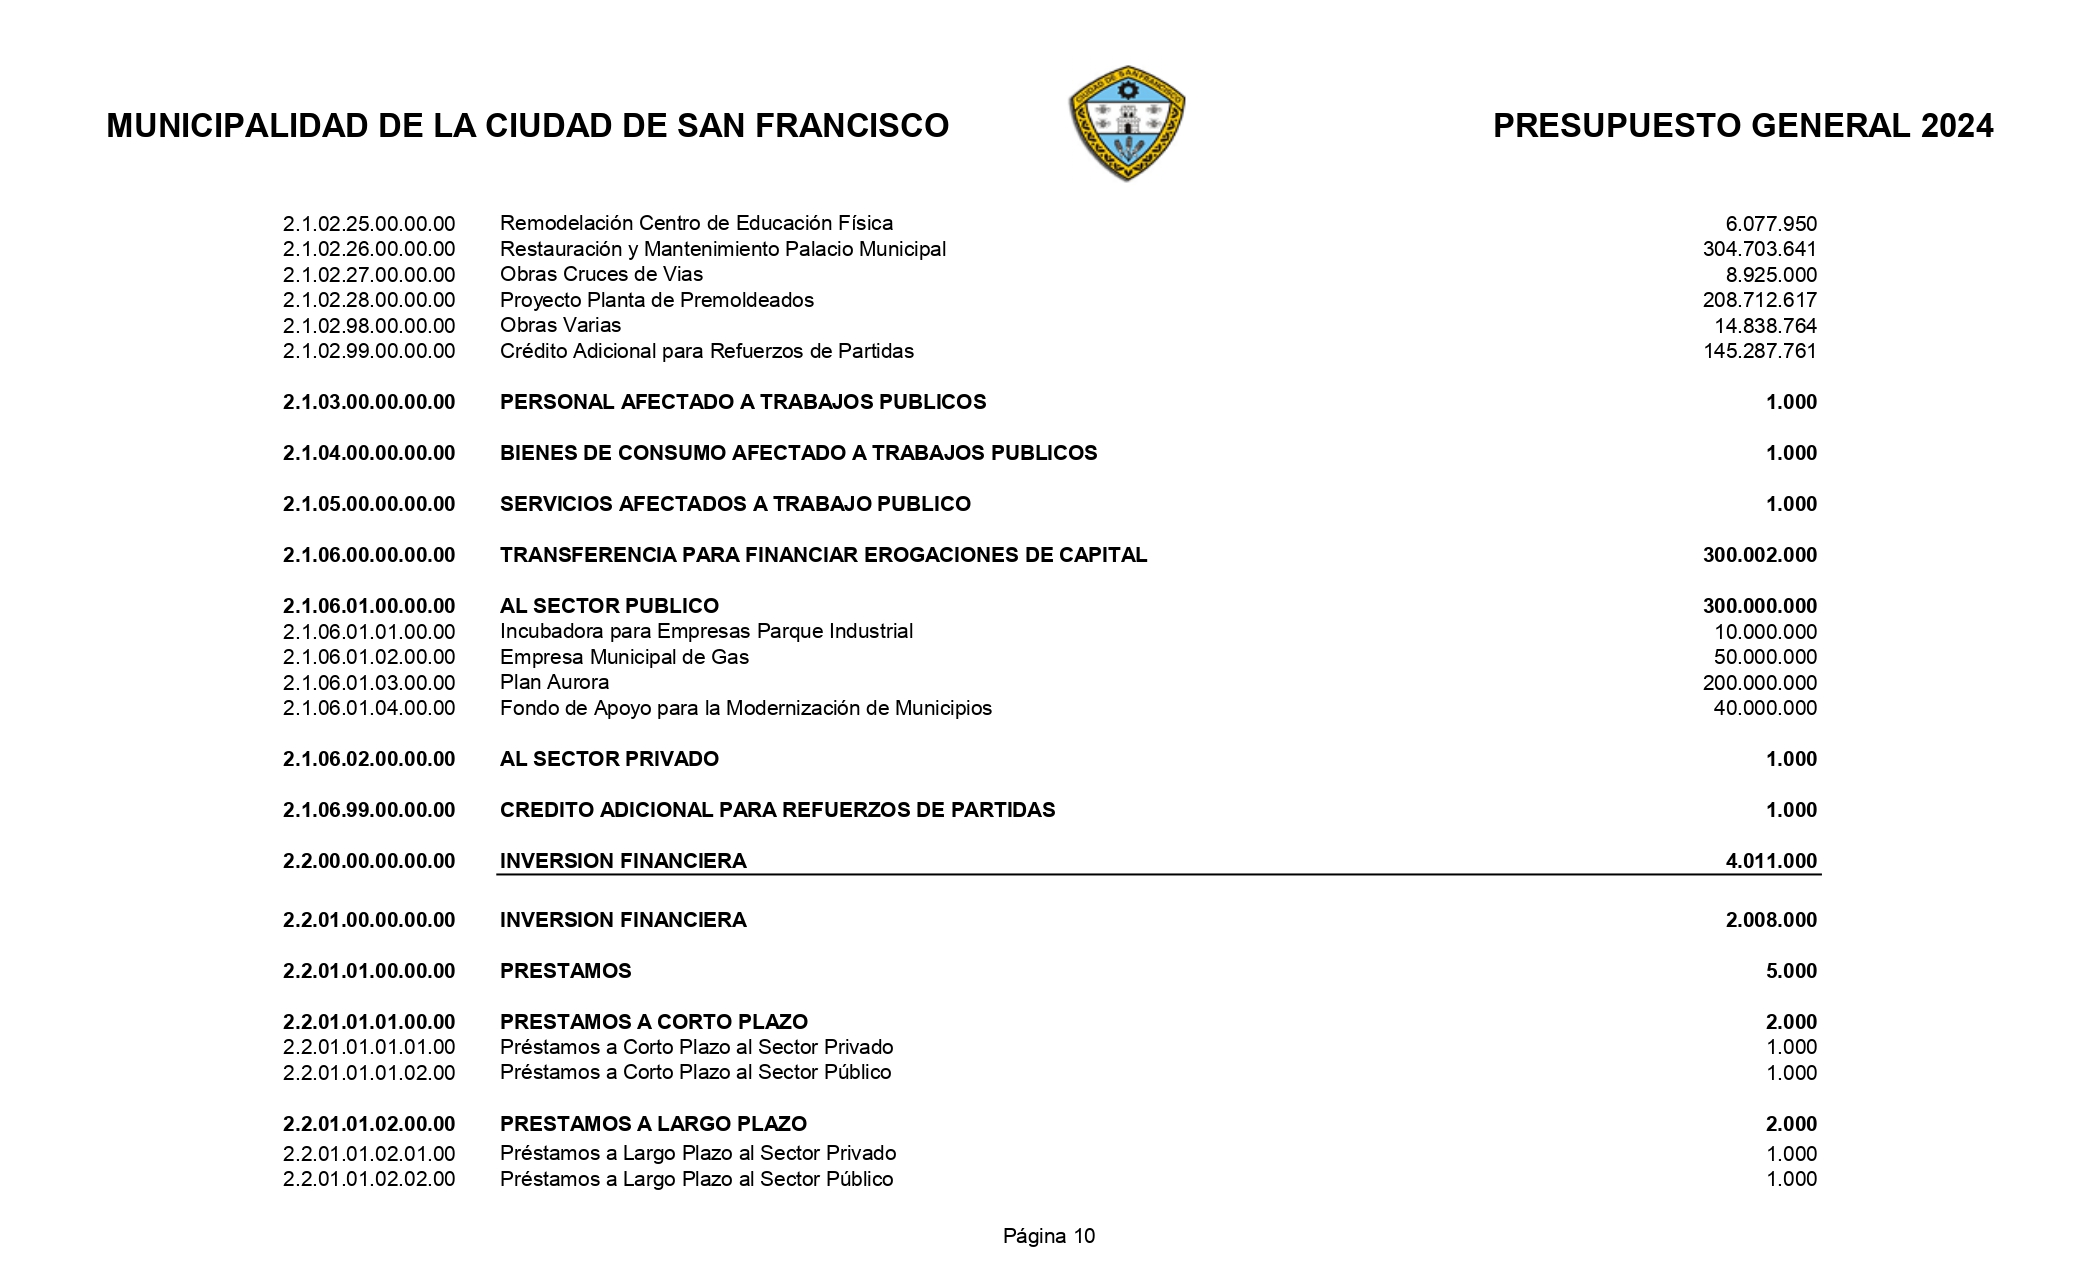 CIUDAD DE SAN FRANCISCO
MUNICIPALIDAD DE LA CIUDAD DE SAN FRANCISCO PRESUPUESTO GENERAL 2024
2.1.02.25.00.00.00 Remodelación Centro de Educación Física 6.077.950
2.1.02.26.00.00.00 Restauración y Mantenimiento Palacio Municipal 304.703.641
2.1.02.27.00.00.00 Obras Cruces de Vias 8.925.000
2.1.02.28.00.00.00 Proyecto Planta de Premoldeados 208.712.617
2.1.02.98.00.00.00 Obras Varias 14.838.764
2.1.02.99.00.00.00 Crédito Adicional para Refuerzos de Partidas 145.287.761
2.1.03.00.00.00.00 PERSONAL AFECTADO A TRABAJOS PUBLICOS 1.000
2.1.04.00.00.00.00 BIENES DE CONSUMO AFECTADO A TRABAJOS PUBLICOS 1.000
2.1.05.00.00.00.00 SERVICIOS AFECTADOS A TRABAJO PUBLICO 1.000
2.1.06.00.00.00.00 TRANSFERENCIA PARA FINANCIAR EROGACIONES DE CAPITAL 300.002.000
2.1.06.01.00.00.00 AL SECTOR PUBLICO 300.000.000
2.1.06.01.01.00.00 Incubadora para Empresas Parque Industrial 10.000.000
2.1.06.01.02.00.00 Empresa Municipal de Gas 50.000.000
2.1.06.01.03.00.00 Plan Aurora 200.000.000
2.1.06.01.04.00.00 Fondo de Apoyo para la Modernización de Municipios 40.000.000
2.1.06.02.00.00.00 AL SECTOR PRIVADO 1.000
2.1.06.99.00.00.00 CREDITO ADICIONAL PARA REFUERZOS DE PARTIDAS 1.000
2.2.00.00.00.00.00 INVERSION FINANCIERA 4.011.000
2.2.01.00.00.00.00 INVERSION FINANCIERA 2.008.000
2.2.01.01.00.00.00 PRESTAMOS 5.000
2.2.01.01.01.00.00 PRESTAMOS A CORTO PLAZO 2.000
2.2.01.01.01.01.00 Préstamos a Corto Plazo al Sector Privado 1.000
2.2.01.01.01.02.00 Préstamos a Corto Plazo al Sector Público 1.000
2.2.01.01.02.00.00 PRESTAMOS A LARGO PLAZO 2.000
2.2.01.01.02.01.00 Préstamos a Largo Plazo al Sector Privado 1.000
2.2.01.01.02.02.00 Préstamos a Largo Plazo al Sector Público 1.000
Página 10